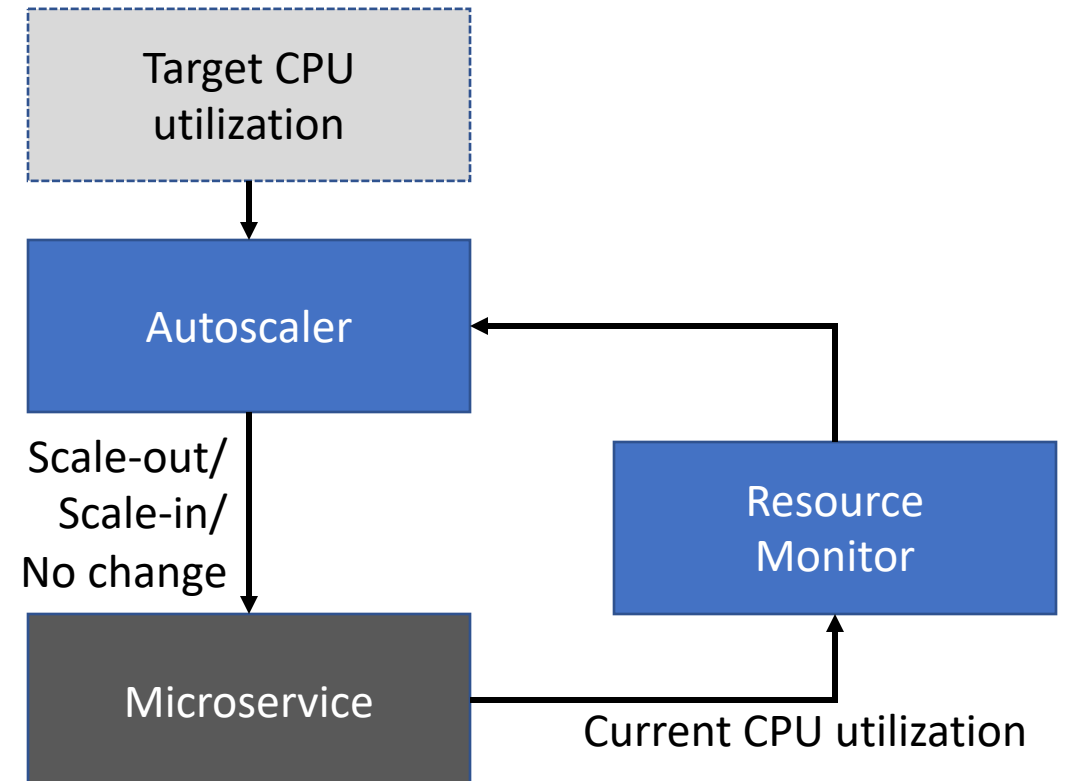 Target CPU
utilization
Autoscaler
Scale-out/
Scale-in/
No change
Resource
Monitor
Microservice
Current CPU utilization